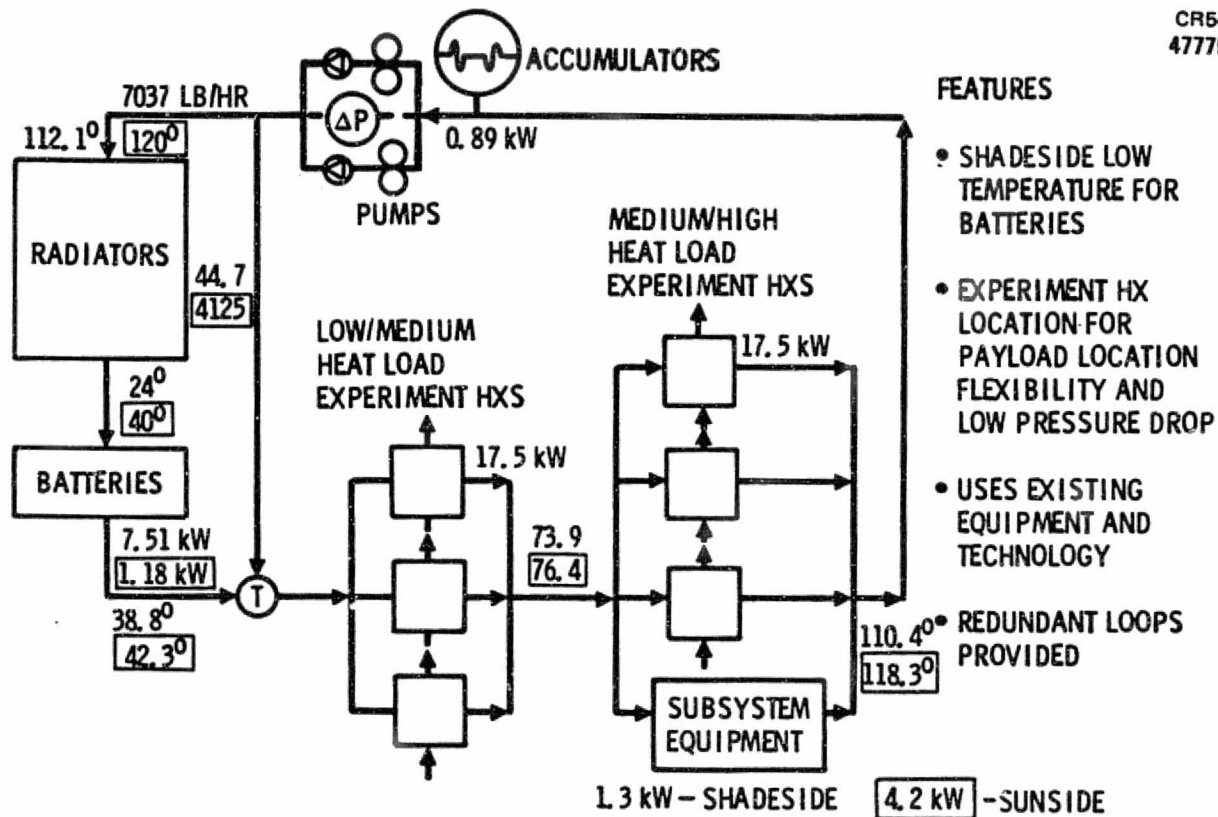 CR5-
ACCUMULATORS
7037 LB/HR
112.1°
120°
ΔP
0.89 kW
PUMPS
RADIATORS
44.7
4125
24°
40°
BATTERIES
7.51 kW
1.18 kW
T
38.8°
42.3°
LOW/MEDIUM
HEAT LOAD
EXPERIMENT HXS
17.5 kW
73.9
76.4
MEDIUM/HIGH
HEAT LOAD
EXPERIMENT HXS
17.5 kW
110.4°
118.3°
SUBSYSTEM
EQUIPMENT
1.3 kW – SHADESIDE
4.2 kW -SUNSIDE
FEATURES
• SHADESIDE LOW
TEMPERATURE FOR
BATTERIES
• EXPERIMENT HX
LOCATION FOR
PAYLOAD LOCATION
FLEXIBILITY AND
LOW PRESSURE DROP
• USES EXISTING
EQUIPMENT AND
TECHNOLOGY
• REDUNDANT LOOPS
PROVIDED